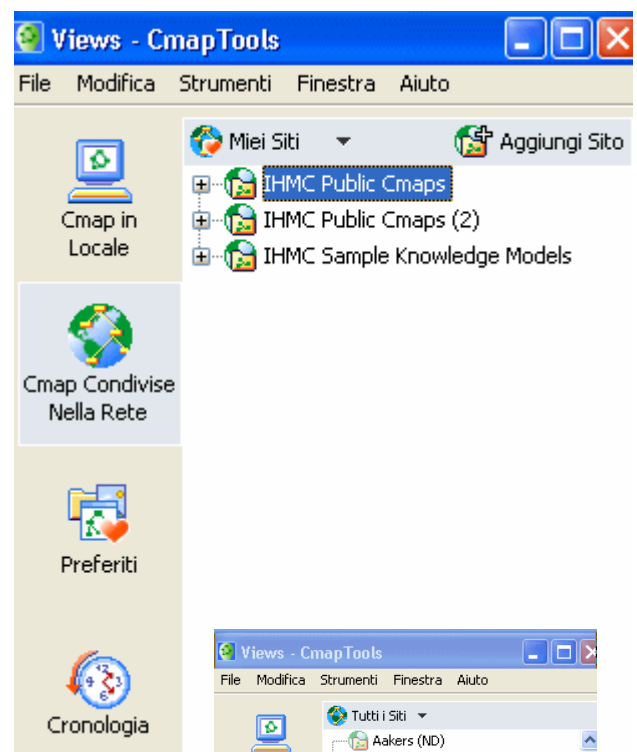 Views - CmapTools
File Modifica Strumenti Finestra Aiuto
Miei Siti Aggiungi Sito
IHMC Public Cmaps
IHMC Public Cmaps (2)
IHMC Sample Knowledge Models
Cmap in
Locale
Cmap Condivise
Nella Rete
Preferiti
Cronologia
Views - CmapTools
File Modifica Strumenti Finestra Aiuto
Tutti i Siti
Aakers (ND)